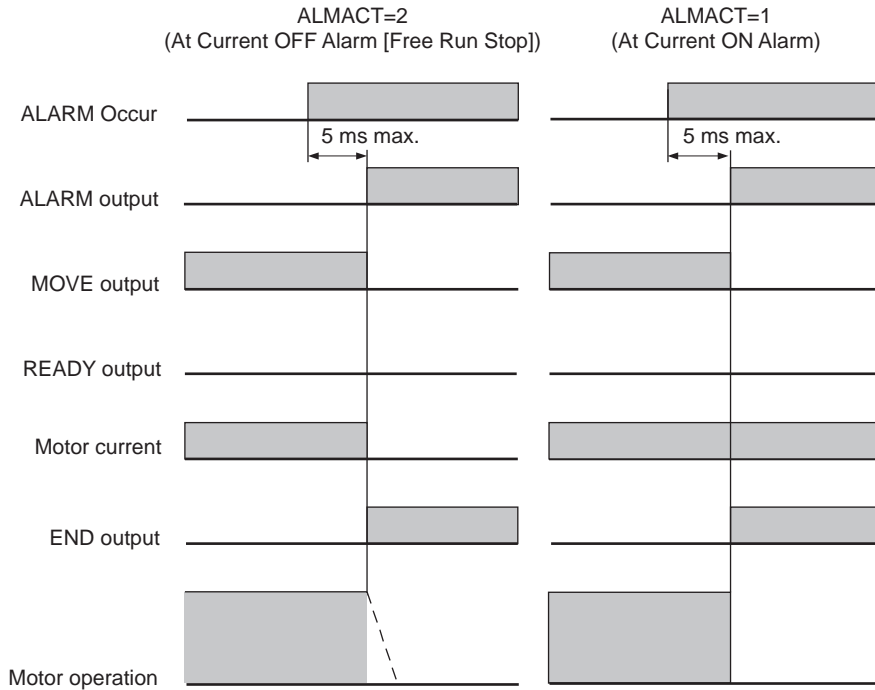 ALMACT=2
(At Current OFF Alarm [Free Run Stop])
ALMACT=1
(At Current ON Alarm)
ALARM Occur
5 ms max.
5 ms max.
ALARM output
MOVE output
READY output
Motor current
END output
Motor operation